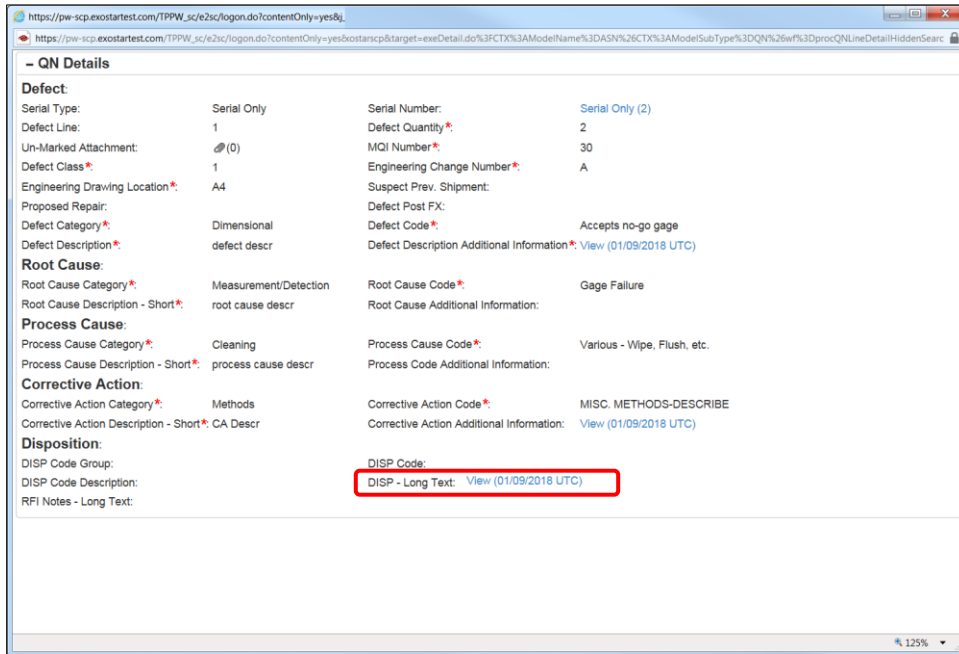 https://pw-scp.exostartest.com/TPPW_sc/e2sc/logon.do?contentOnly=yes&j_
https://pw-scp.exostartest.com/TPPW_sc/e2sc/logon.do?contentOnly=yes&xostarscp&target=exeDetail.do%3FCTX%3AModelName%3DASN%26CTX%3AModelSubType%3DQN%26wf%3DprocQNLineDetailHiddenSearc
– QN Details
Defect:
Serial Type: Serial Only Serial Number: Serial Only (2)
Defect Line: 1 Defect Quantity*: 2
Un-Marked Attachment: (0) MQI Number*: 30
Defect Class*: 1 Engineering Change Number*: A
Engineering Drawing Location*: A4 Suspect Prev. Shipment:
Proposed Repair: Defect Post FX:
Defect Category*: Dimensional Defect Code*: Accepts no-go gage
Defect Description*: defect descr Defect Description Additional Information*: View (01/09/2018 UTC)
Root Cause:
Root Cause Category*: Measurement/Detection Root Cause Code*: Gage Failure
Root Cause Description - Short*: root cause descr Root Cause Additional Information:
Process Cause:
Process Cause Category*: Cleaning Process Cause Code*: Various - Wipe, Flush, etc.
Process Cause Description - Short*: process cause descr Process Code Additional Information:
Corrective Action:
Corrective Action Category*: Methods Corrective Action Code*: MISC. METHODS-DESCRIBE
Corrective Action Description - Short*: CA Descr Corrective Action Additional Information: View (01/09/2018 UTC)
Disposition:
DISP Code Group: DISP Code:
DISP Code Description: DISP - Long Text: View (01/09/2018 UTC)
RFI Notes - Long Text:
125%